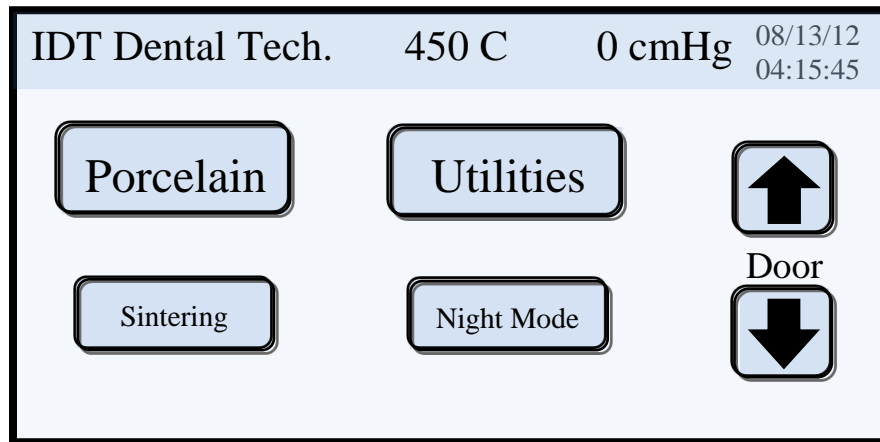 IDT Dental Tech. 450 C 0 cmHg 08/13/12
04:15:45
Porcelain Utilities
Door
Sintering Night Mode